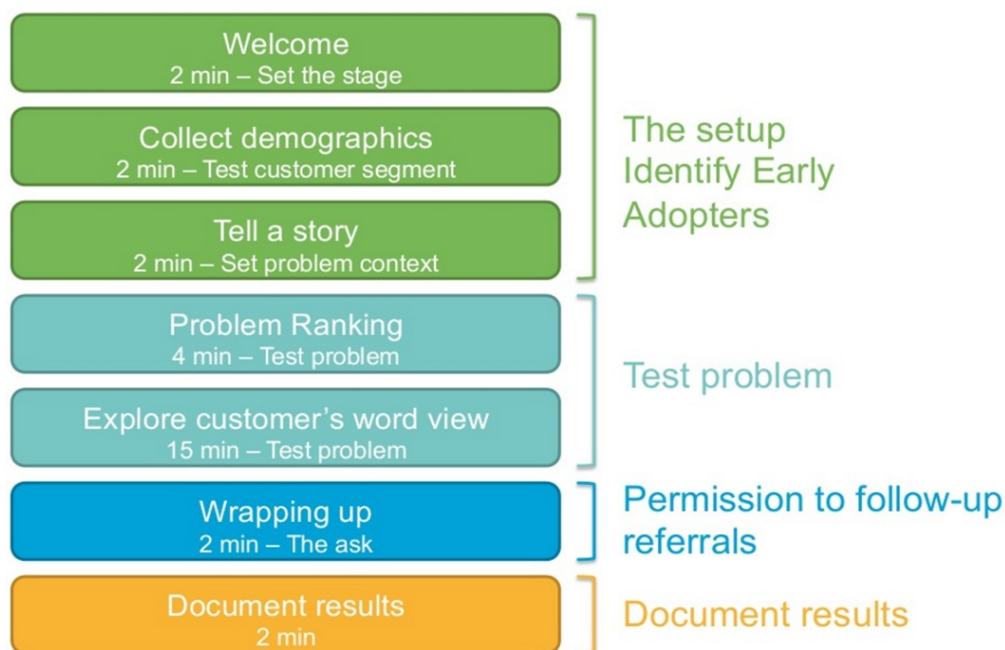 Welcome
2 min – Set the stage
Collect demographics
2 min – Test customer segment
Tell a story
2 min – Set problem context
The setup
Identify Early
Adopters
Problem Ranking
4 min – Test problem
Explore customer's word view
15 min – Test problem
Test problem
Wrapping up
2 min – The ask
Permission to follow-up
referrals
Document results
2 min
Document results